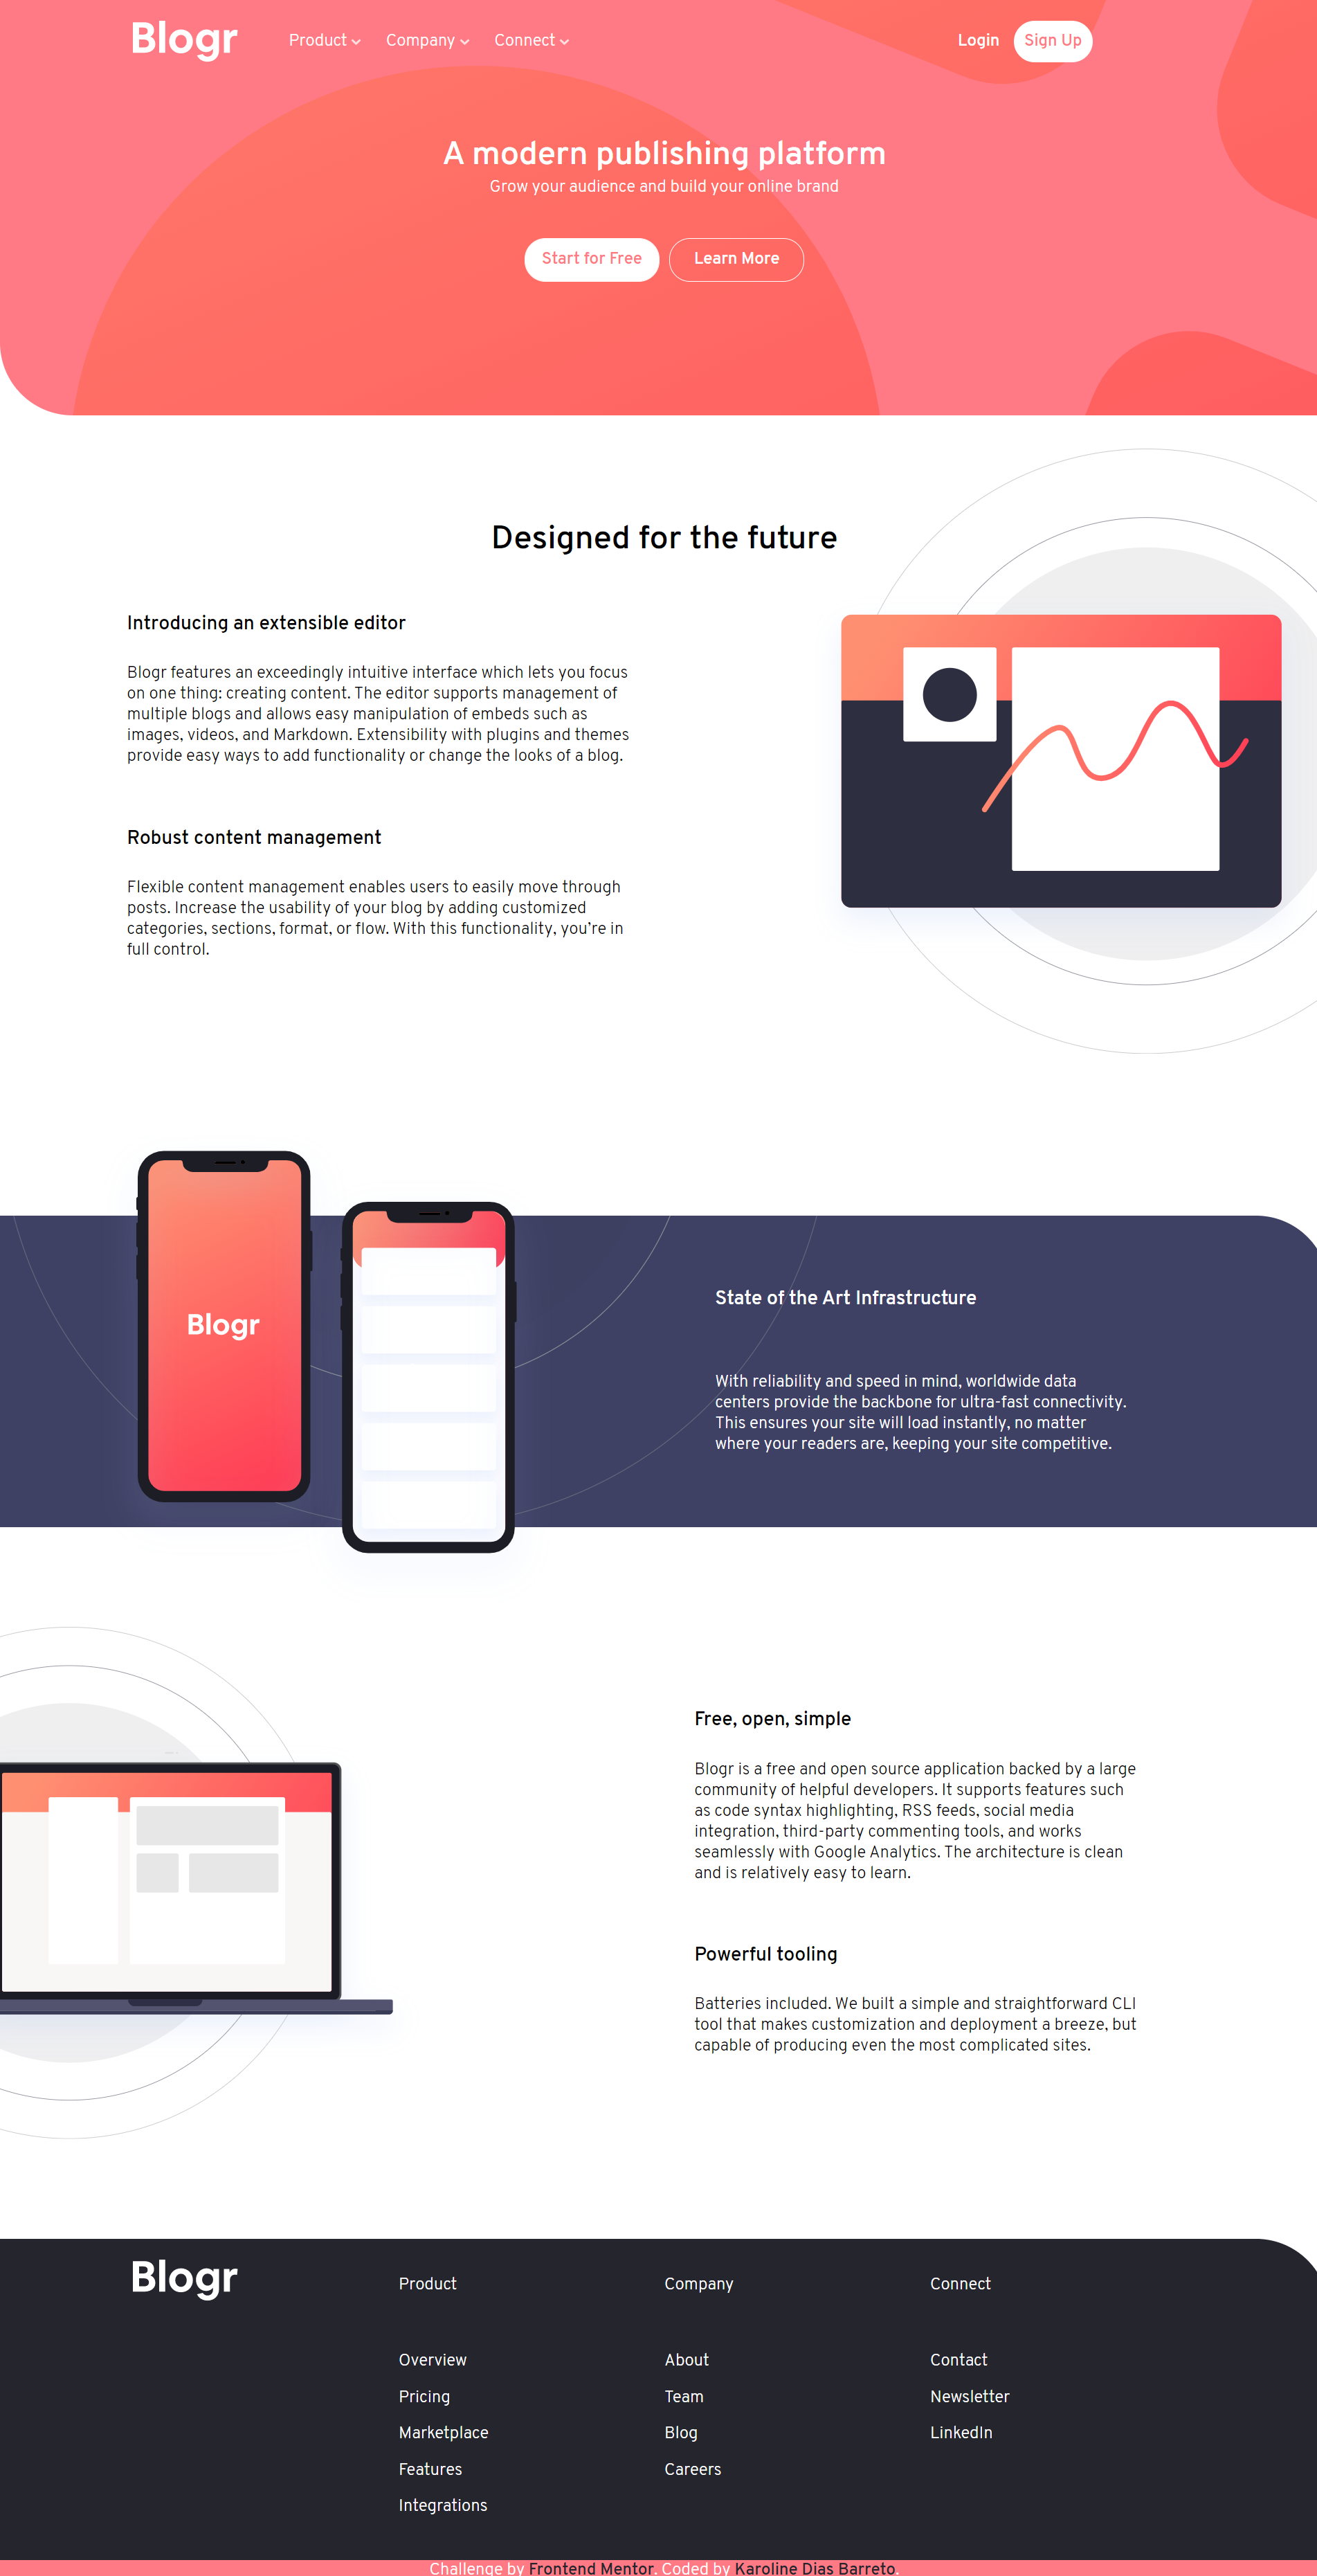 Blogr
Product
Company
Connect
Login
Sign Up
A modern publishing platform
Grow your audience and build your online brand
Start for Free
Learn More
Designed for the future
Introducing an extensible editor
Blogr features an exceedingly intuitive interface which lets you focus
on one thing: creating content. The editor supports management of
multiple blogs and allows easy manipulation of embeds such as
images, videos, and Markdown. Extensibility with plugins and themes
provide easy ways to add functionality or change the looks of a blog.
Robust content management
Flexible content management enables users to easily move through
posts. Increase the usability of your blog by adding customized
categories, sections, format, or flow. With this functionality, you’re in
full control.
Blogr
State of the Art Infrastructure
With reliability and speed in mind, worldwide data
centers provide the backbone for ultra-fast connectivity.
This ensures your site will load instantly, no matter
where your readers are, keeping your site competitive.
Free, open, simple
Blogr is a free and open source application backed by a large
community of helpful developers. It supports features such
as code syntax highlighting, RSS feeds, social media
integration, third-party commenting tools, and works
seamlessly with Google Analytics. The architecture is clean
and is relatively easy to learn.
Powerful tooling
Batteries included. We built a simple and straightforward CLI
tool that makes customization and deployment a breeze, but
capable of producing even the most complicated sites.
Blogr
Product
Overview
Pricing
Marketplace
Features
Integrations
Company
About
Team
Blog
Careers
Connect
Contact
Newsletter
LinkedIn
Challenge by Frontend Mentor. Coded by Karoline Dias Barreto.